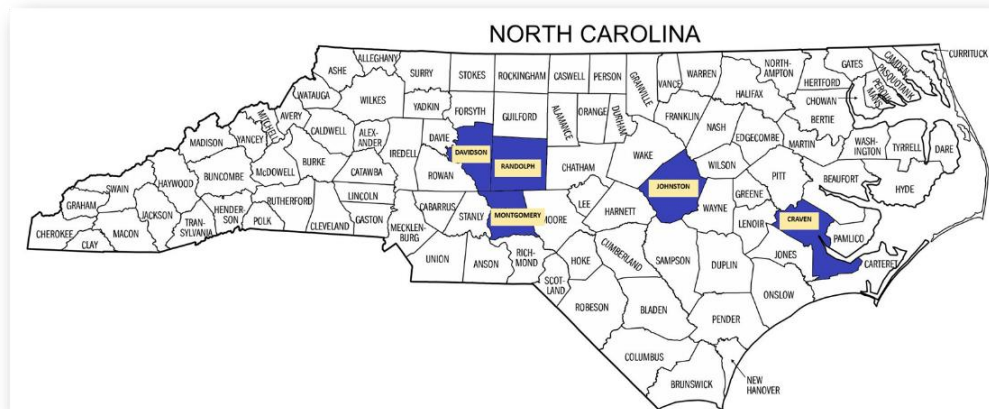 NORTH CAROLINA
CURRITUCK
ALLEGHANY
ASHE
SURRY
STOKES
ROCKINGHAM
CASWELL
PERSON
GRANVILLE
VANCE
WARREN
NORTH-
AMPTON
GATES
CAMDEN
PASQUOTANK
PERQUI-
MANS
HERTFORD
CHOWAN
HALIFAX
BERTIE
WATAUGA
WILKES
YADKIN
FORSYTH
GUILFORD
ALAMANCE
ORANGE
DURHAM
FRANKLIN
NASH
EDGECOMBE
MARTIN
WASH-
INGTON
TYRRELL
DARE
MITCHELL
AVERY
CALDWELL
ALEX-
ANDER
DAVIE
IREDELL
DAVIDSON
RANDOLPH
CHATHAM
WAKE
WILSON
PITT
BEAUFORT
HYDE
MADISON
YANCEY
McDOWELL
BURKE
CATAWBA
ROWAN
JOHNSTON
GREENE
WAYNE
LENOIR
CRAVEN
PAMLICO
SWAIN
HAYWOOD
BUNCOMBE
RUTHERFORD
LINCOLN
CABARRUS
STANLY
MONTGOMERY
MOORE
LEE
HARNETT
GRAHAM
JACKSON
HENDER-
SON
TRAN-
SYLVANIA
POLK
CLEVELAND
GASTON
MECKLEN-
BURG
CHEROKEE
CLAY
MACON
UNION
ANSON
RICH-
MOND
HOKE
CUMBERLAND
SAMPSON
DUPLIN
JONES
CARTERET
SCOT-
LAND
ROBESON
BLADEN
ONSLOW
PENDER
COLUMBUS
BRUNSWICK
NEW
HANOVER